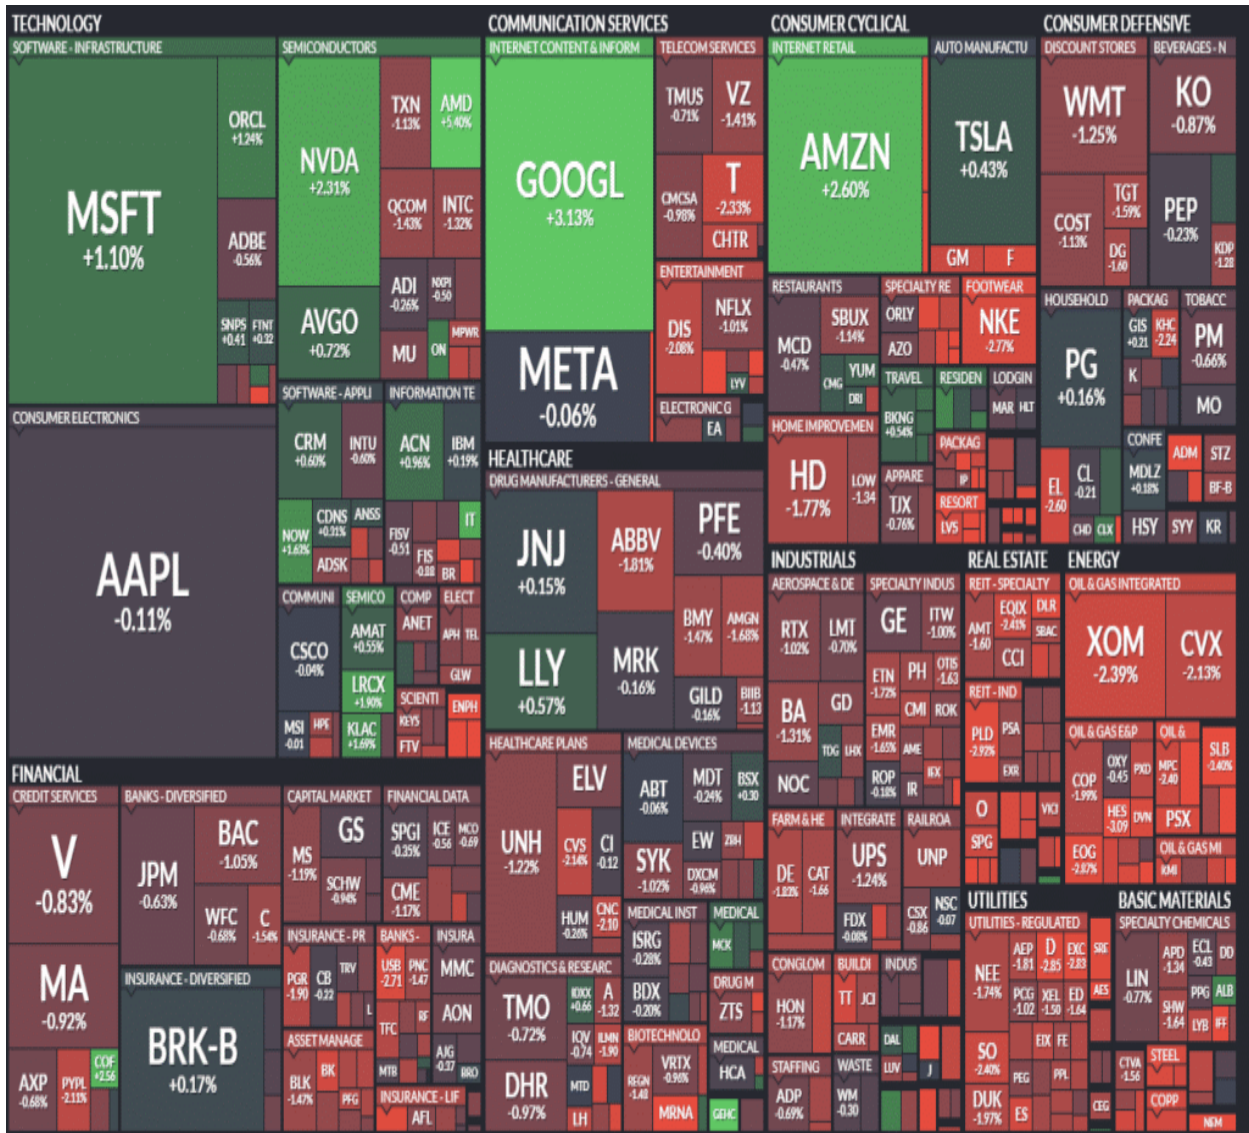 TECHNOLOGY
SOFTWARE - INFRASTRUCTURE
MSFT
+1.10%
ORCL
+1.24%
ADBE
-0.56%
SNPS
+0.41
FTNT
+0.32
SEMICONDUCTORS
NVDA
+2.31%
TXN
-1.13%
AMD
+5.40%
QCOM
-1.43%
INTC
-1.32%
AVGO
+0.72%
ADI
-0.26%
NXPI
-0.50
MU
ON
MPWR
CONSUMER ELECTRONICS
AAPL
-0.11%
SOFTWARE - APPLI
CRM
+0.60%
INTU
-0.60%
NOW
+1.63%
CDNS
+0.31%
ANSS
ADSK
INFORMATION TE
ACN
+0.96%
IBM
+0.19%
FISV
-0.51
FIS
-0.88
IT
BR
COMMUNI
CSCO
-0.04%
MSI
-0.01
HPE
SEMICO
AMAT
+0.55%
LRCX
+1.90%
KLAC
+1.69%
COMP
ANET
ELECT
APH
TEL
GLW
SCIENTI
KEYS
FTV
ENPH
COMMUNICATION SERVICES
INTERNET CONTENT & INFORM
GOOGL
+3.13%
META
-0.06%
TELECOM SERVICES
TMUS
-0.71%
VZ
-1.41%
CMCSA
-0.98%
T
-2.33%
CHTR
ENTERTAINMENT
DIS
-2.08%
NFLX
-1.01%
LYV
ELECTRONIC G
EA
CONSUMER CYCLICAL
INTERNET RETAIL
AMZN
+2.60%
AUTO MANUFACTU
TSLA
+0.43%
GM
F
RESTAURANTS
MCD
-0.47%
SBUX
-1.14%
CMG
YUM
DRI
SPECIALTY RE
ORLY
AZO
FOOTWEAR
NKE
-2.77%
TRAVEL
BKNG
+0.54%
RESIDEN
LODGIN
MAR
HLT
HOME IMPROVEMEN
HD
-1.77%
LOW
-1.34
APPARE
TJX
-0.76%
PACKAG
IP
RESORT
LVS
CONSUMER DEFENSIVE
DISCOUNT STORES
WMT
-1.25%
COST
-1.13%
TGT
-1.59%
DG
-1.60
BEVERAGES - N
KO
-0.87%
PEP
-0.23%
KDP
-1.28
HOUSEHOLD
PG
+0.16%
EL
-2.60
CL
-0.21
CHD
CLX
PACKAG
GIS
+0.21
KHC
-2.24
K
TOBACC
PM
-0.66%
MO
CONFE
MDLZ
+0.18%
HSY
ADM
STZ
BF-B
SYY
KR
HEALTHCARE
DRUG MANUFACTURERS - GENERAL
JNJ
+0.15%
ABBV
-1.81%
PFE
-0.40%
LLY
+0.57%
MRK
-0.16%
BMY
-1.47%
AMGN
-1.68%
GILD
-0.16%
BIIB
-1.13
HEALTHCARE PLANS
UNH
-1.22%
ELV
CVS
-2.14%
CI
-0.12
HUM
-0.26%
CNC
-2.10
MEDICAL DEVICES
ABT
-0.06%
MDT
-0.24%
BSX
+0.30
SYK
-1.02%
EW
ZBH
DXCM
-0.96%
MEDICAL INST
ISRG
-0.28%
BDX
-0.20%
MEDICAL
MCK
DIAGNOSTICS & RESEARC
TMO
-0.72%
IDXX
+0.66
A
-1.32
IQV
-0.74
ILMN
-1.90
DHR
-0.97%
MTD
LH
DRUG M
ZTS
BIOTECHNOLO
REGN
-1.48
VRTX
-0.96%
MRNA
MEDICAL
HCA
GEHC
FINANCIAL
CREDIT SERVICES
V
-0.83%
MA
-0.92%
AXP
-0.68%
PYPL
-2.11%
COF
+2.56
BANKS - DIVERSIFIED
JPM
-0.63%
BAC
-1.05%
WFC
-0.68%
C
-1.54%
INSURANCE - DIVERSIFIED
BRK-B
+0.17%
CAPITAL MARKET
MS
-1.19%
GS
SCHW
-0.94%
FINANCIAL DATA
SPGI
-0.35%
ICE
-0.56
MCO
-0.69
CME
-1.17%
INSURANCE - PR
PGR
-1.90
CB
-0.22
TRV
L
BANKS -
USB
-2.71
PNC
-1.47
TFC
RF
MTB
INSURA
MMC
AON
AJG
-0.37
BRO
ASSET MANAGE
BLK
-1.47%
BK
PFG
INSURANCE - LIF
AFL
INDUSTRIALS
AEROSPACE & DE
RTX
-1.02%
LMT
-0.70%
BA
-1.31%
GD
TDG
LHX
NOC
SPECIALTY INDUS
GE
ITW
-1.00%
ETN
-1.72%
PH
OTIS
-1.63
CMI
ROK
EMR
-1.65%
AME
ROP
-0.18%
IR
IEX
FARM & HE
DE
-1.83%
CAT
-1.66
INTEGRATE
UPS
-1.24%
FDX
-0.08%
RAILROA
UNP
CSX
-0.86
NSC
-0.07
CONGLOM
HON
-1.17%
BUILDI
TT
JCI
CARR
INDUS
DAL
LUV
J
STAFFING
ADP
-0.69%
WASTE
WM
-0.30
REAL ESTATE
REIT - SPECIALTY
AMT
-1.60
EQIX
-2.41%
DLR
SBAC
CCI
REIT - IND
PLD
-2.92%
PSA
EXR
O
SPG
VICI
ENERGY
OIL & GAS INTEGRATED
XOM
-2.39%
CVX
-2.13%
OIL & GAS E&P
COP
-1.99%
OXY
-0.45
PXD
HES
-3.09
DVN
EOG
-2.87%
OIL &
MPC
-2.40
PSX
SLB
-3.40%
OIL & GAS MI
KMI
UTILITIES
UTILITIES - REGULATED
NEE
-1.74%
AEP
-1.81
D
-2.85
EXC
-2.83
SRE
PCG
-1.02
XEL
-1.50
ED
-1.64
AES
SO
-2.40%
EIX
FE
PEG
PPL
DUK
-1.97%
ES
CEG
BASIC MATERIALS
SPECIALTY CHEMICALS
LIN
-0.77%
APD
-1.34
ECL
-0.43
DD
SHW
-1.64
PPG
ALB
LYB
IFF
CTVA
-1.56
STEEL
COPP
NEM